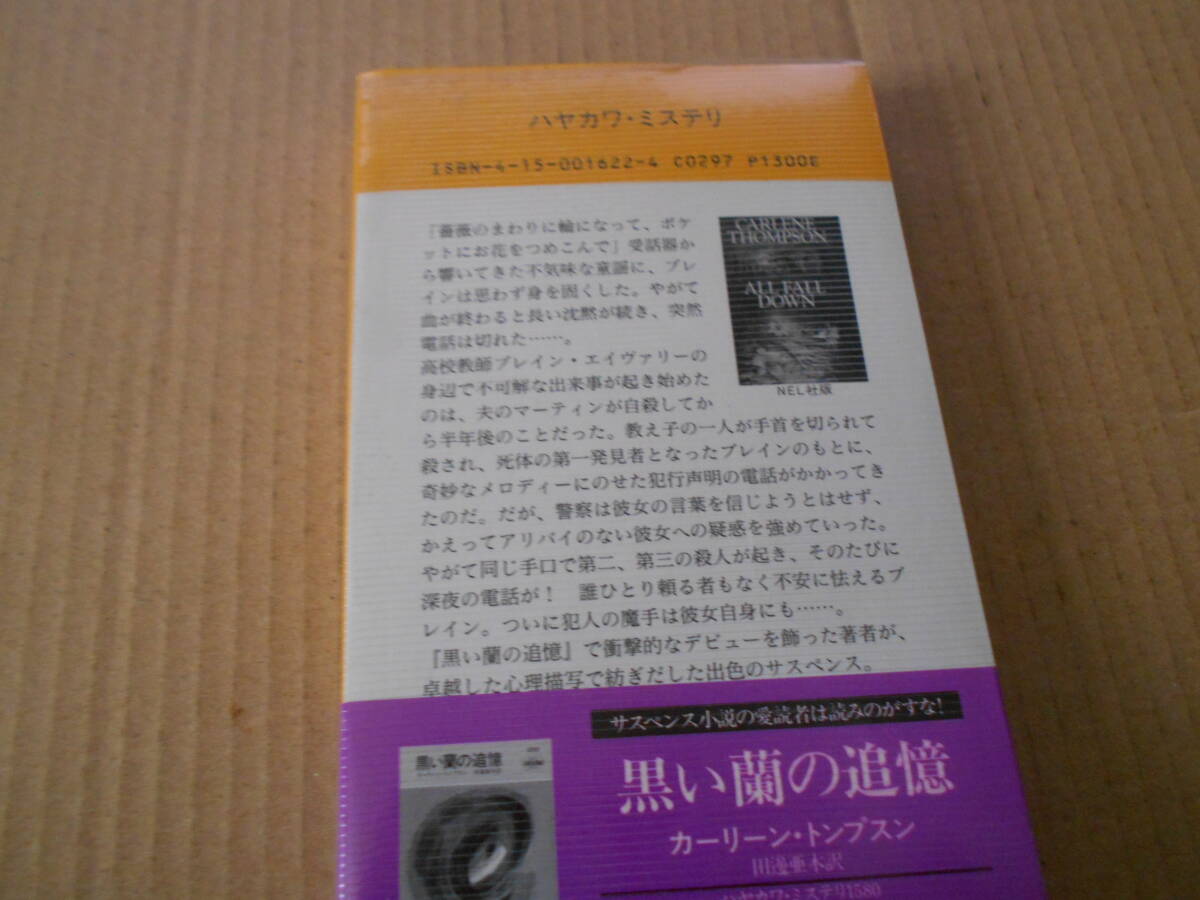 ハヤカワ・ミステリ
ISBN-4-15-001622-4 C0297 P1300E
「薔薇のまわりに輪になって、ポケ
ットにお花をつめこんで」受話器か
ら響いてきた不気味な童謡に、ブレ
インは思わず身を固くした。やがて
曲が終わると長い沈黙が続き、突然
電話は切れた……。
高校教師ブレイン・エイヴァリーの
身辺で不可解な出来事が起き始めた
のは、夫のマーティンが自殺してか
ら半年後のことだった。教え子の一人が手首を切られて
殺され、死体の第一発見者となったブレインのもとに、
奇妙なメロディーにのせた犯行声明の電話がかかってき
たのだ。だが、警察は彼女の言葉を信じようとはせず、
かえってアリバイのない彼女への疑惑を強めていった。
やがて同じ手口で第二、第三の殺人が起き、そのたびに
深夜の電話が！ 誰ひとり頼る者もなく不安に怯えるブ
レイン。ついに犯人の魔手は彼女自身にも……。
『黒い蘭の追憶』で衝撃的なデビューを飾った著者が、
卓越した心理描写で紡ぎだした出色のサスペンス。
CARLENE
THOMPSON
ALL FALL
DOWN
NEL社版
サスペンス小説の愛読者は読みのがすな！
黒い蘭の追憶
カーリーン・トンプスン
田邊亜木訳
ハヤカワ・ミステリ1580
黒い蘭の追憶